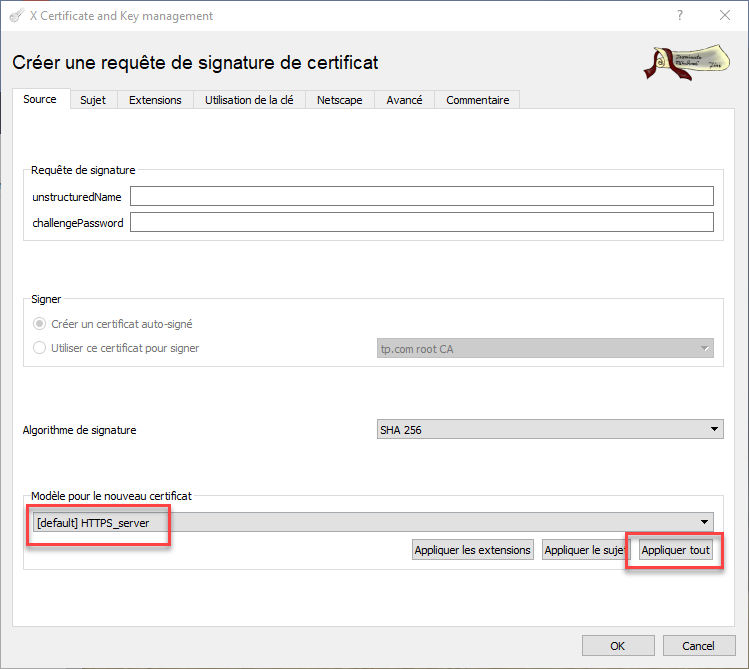 X Certificate and Key management
?
Créer une requête de signature de certificat
Source Sujet Extensions Utilisation de la clé Netscape Avancé Commentaire
Requête de signature
unstructuredName
challengePassword
Signer
Créer un certificat auto-signé
Utiliser ce certificat pour signer tp.com root CA
Algorithme de signature SHA 256
Modèle pour le nouveau certificat
[default] HTTPS_server
Appliquer les extensions Appliquer le sujet Appliquer tout
OK Cancel